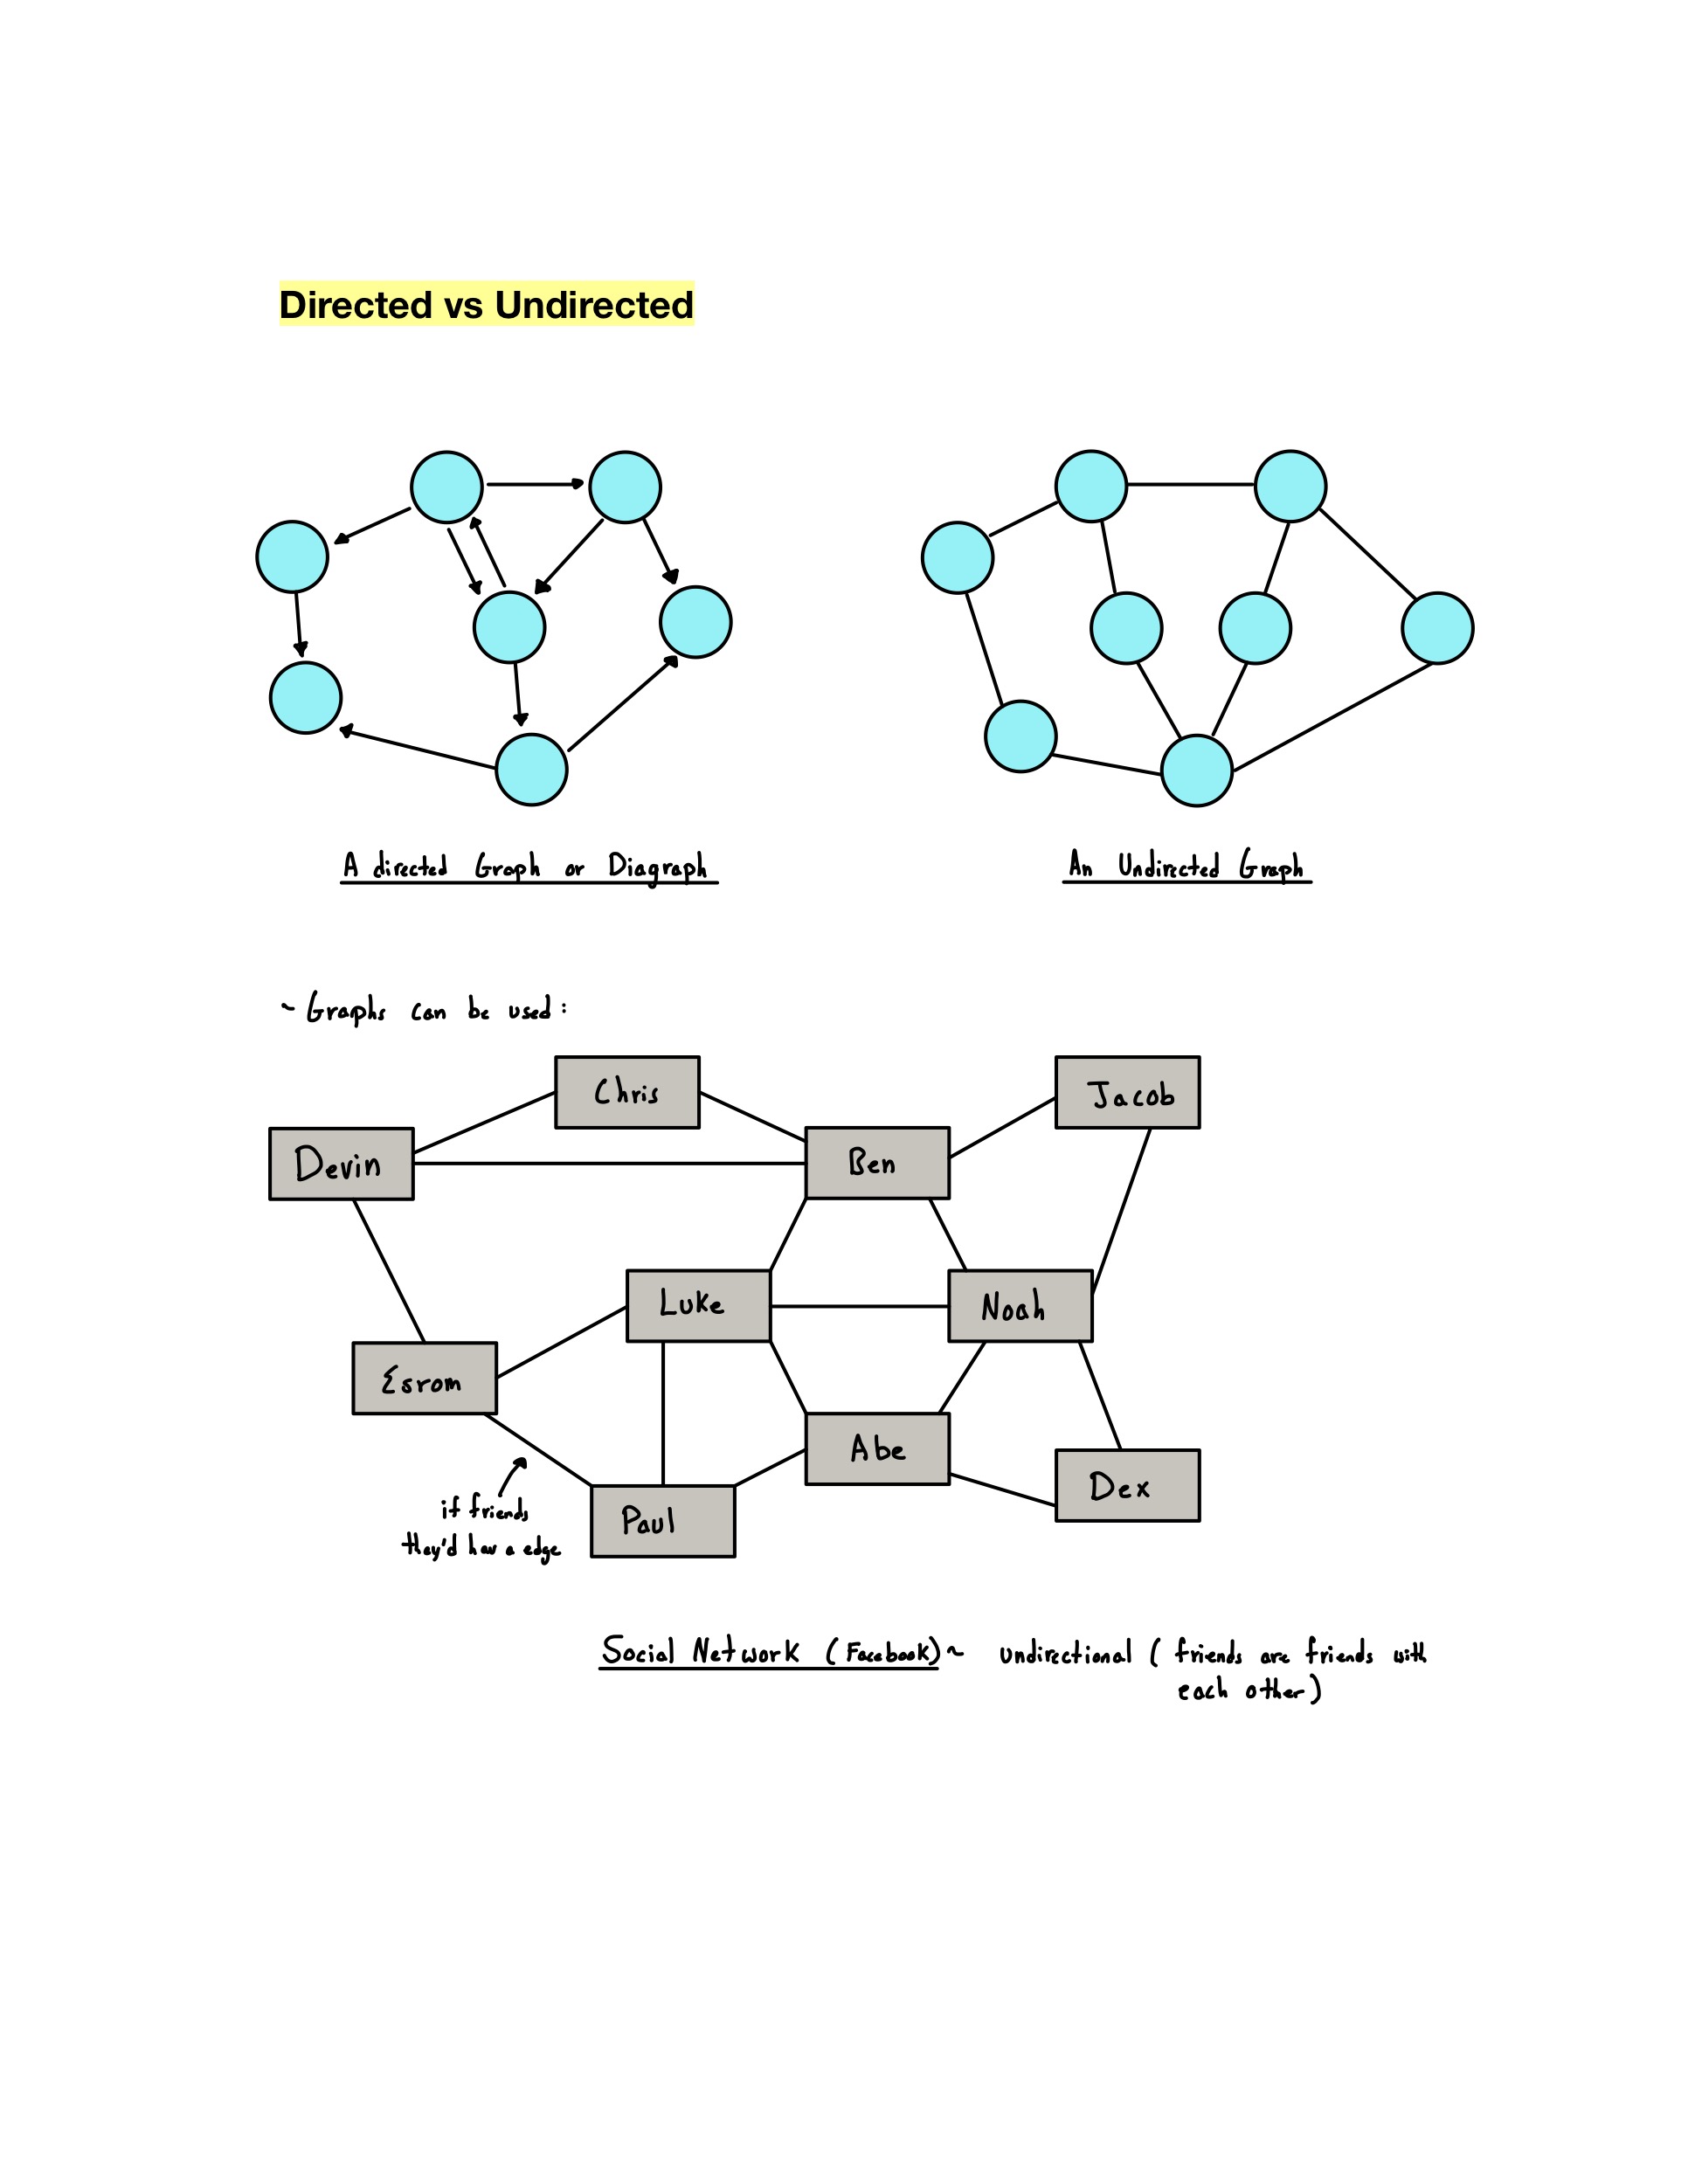 Directed vs Undirected
A directed Graph or Diagraph
An Undirected Graph
~ Graphs can be used:
Chris
Jacob
Devin
Ben
Luke
Noah
Esrom
Abe
Dex
Paul
if friends
they'd hav a edge
Social Network (Facebook) ~ undirectional ( friends are friends with
each other)